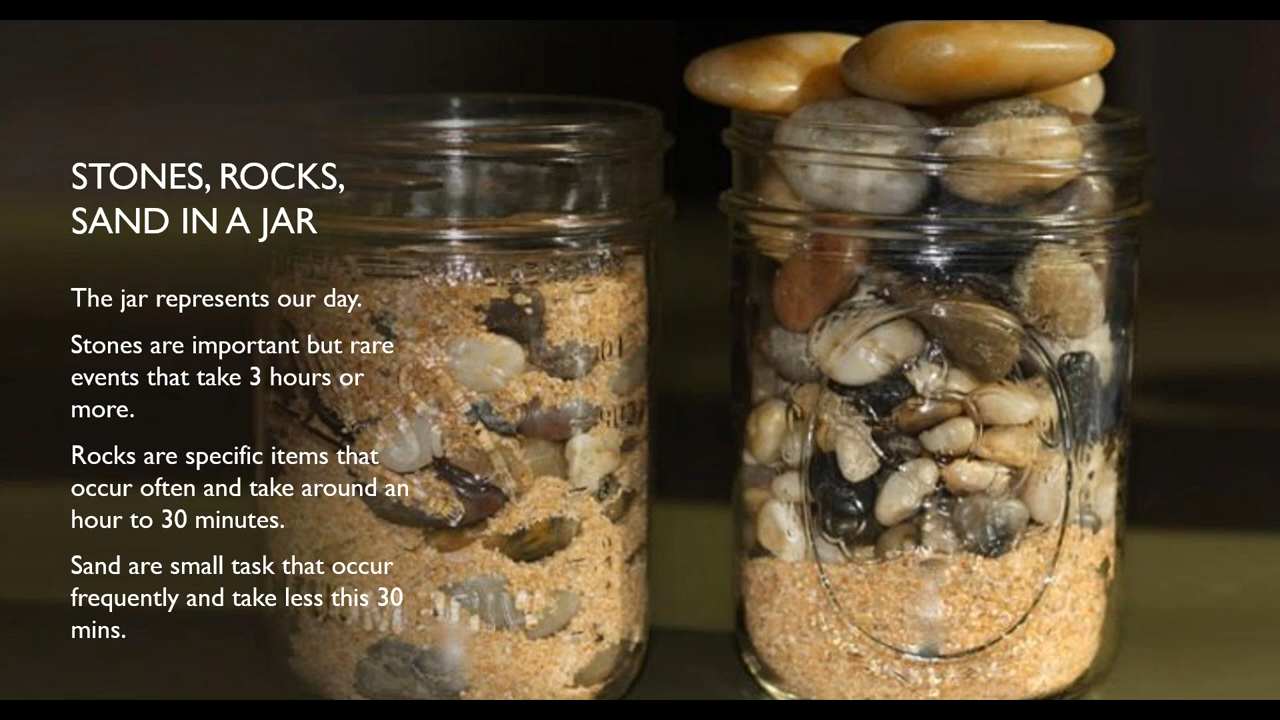 STONES, ROCKS,
SAND IN A JAR
The jar represents our day.
Stones are important but rare
events that take 3 hours or
more.
Rocks are specific items that
occur often and take around an
hour to 30 minutes.
Sand are small task that occur
frequently and take less this 30
mins.